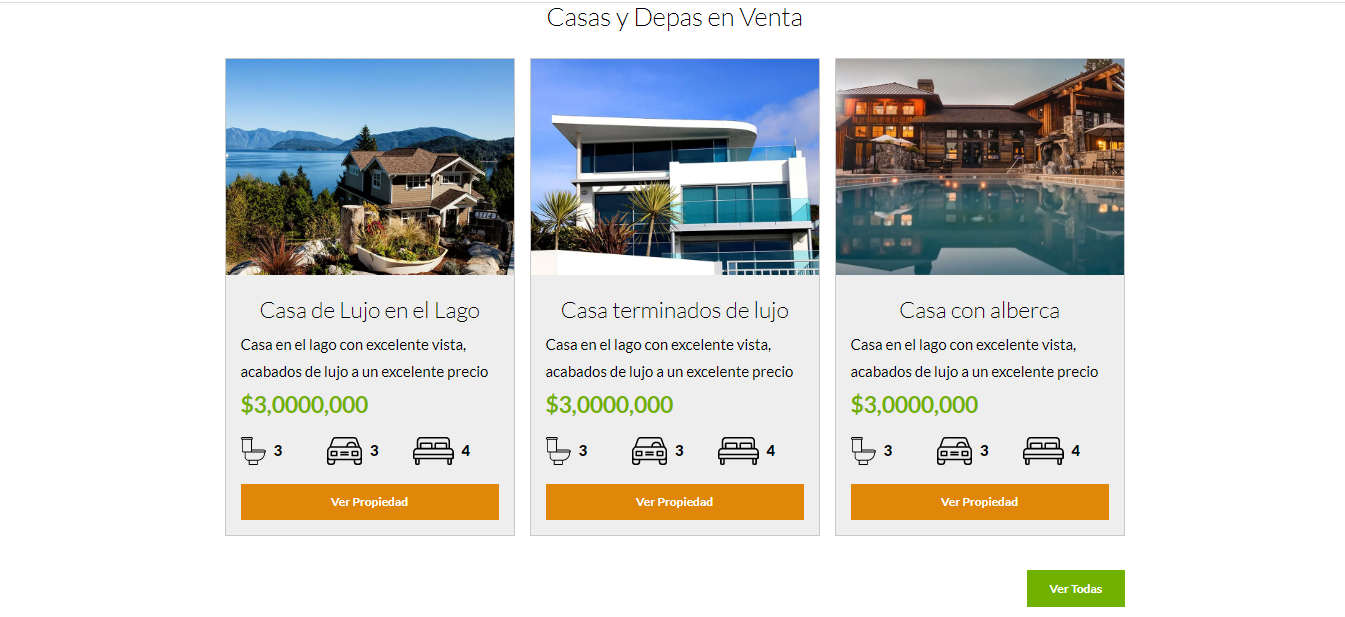 Casas y Depas en Venta
Casa de Lujo en el Lago
Casa en el lago con excelente vista,
acabados de lujo a un excelente precio
$3,0000,000
3 3 4
Ver Propiedad
Casa terminados de lujo
Casa en el lago con excelente vista,
acabados de lujo a un excelente precio
$3,0000,000
3 3 4
Ver Propiedad
Casa con alberca
Casa en el lago con excelente vista,
acabados de lujo a un excelente precio
$3,0000,000
3 3 4
Ver Propiedad
Ver Todas